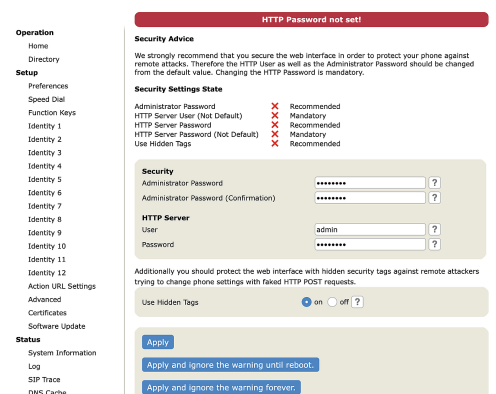 HTTP Password not set!
Operation
Home
Directory
Setup
Preferences
Speed Dial
Function Keys
Identity 1
Identity 2
Identity 3
Identity 4
Identity 5
Identity 6
Identity 7
Identity 8
Identity 9
Identity 10
Identity 11
Identity 12
Action URL Settings
Advanced
Certificates
Software Update
Status
System Information
Log
SIP Trace
DNS Cache
Security Advice
We strongly recommend that you secure the web interface in order to protect your phone against
remote attacks. Therefore the HTTP User as well as the Administrator Password should be changed
from the default value. Changing the HTTP Password is mandatory.
Security Settings State
Administrator Password Recommended
HTTP Server User (Not Default) Mandatory
HTTP Server Password Recommended
HTTP Server Password (Not Default) Mandatory
Use Hidden Tags Recommended
Security
Administrator Password •••••••• ?
Administrator Password (Confirmation) •••••••• ?
HTTP Server
User admin ?
Password •••••••• ?
Additionally you should protect the web interface with hidden security tags against remote attackers
trying to change phone settings with faked HTTP POST requests.
Use Hidden Tags on off ?
Apply
Apply and ignore the warning until reboot.
Apply and ignore the warning forever.